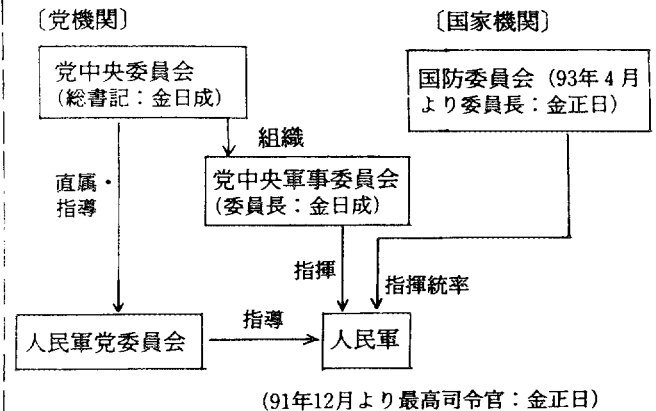 〔党機関〕
〔国家機関〕
党中央委員会
(総書記：金日成)
国防委員会（93年4月
より委員長：金正日）
組織
直属・
指導
党中央軍事委員会
(委員長：金日成)
指揮
指揮統率
人民軍党委員会
指導
人民軍
(91年12月より最高司令官：金正日)